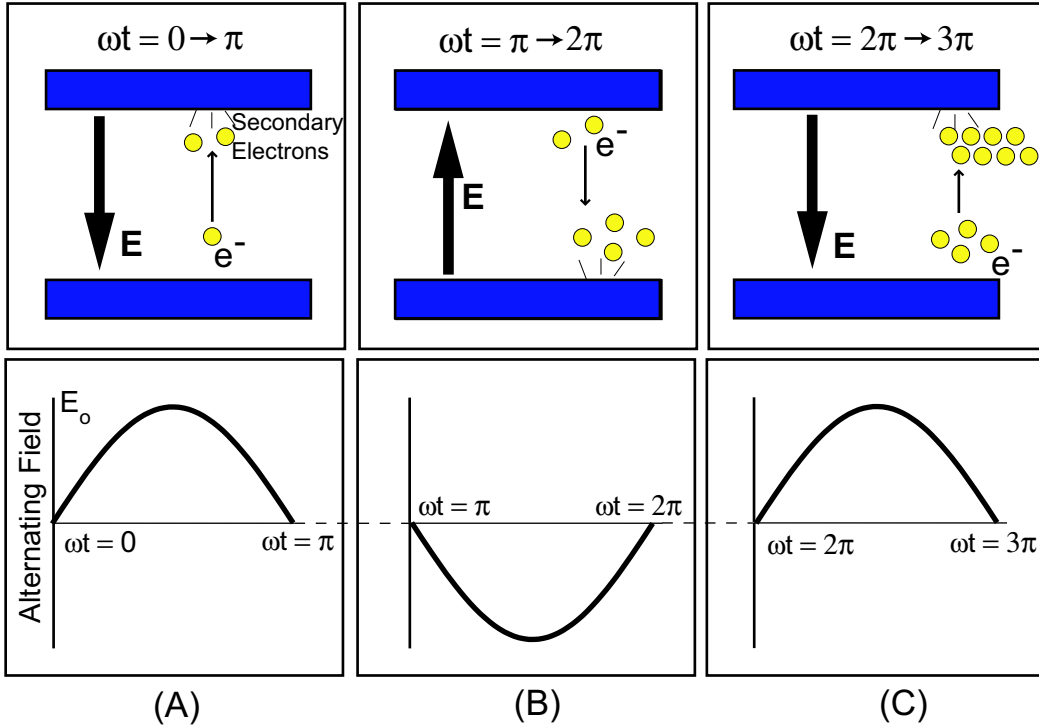 ωt = 0→π
Secondary
Electrons
E
e-
ωt = π→2π
e-
E
ωt = 2π→3π
E
e-
Alternating Field
Eo
ωt = 0
ωt = π
ωt = π
ωt = 2π
ωt = 2π
ωt = 3π
(A)
(B)
(C)